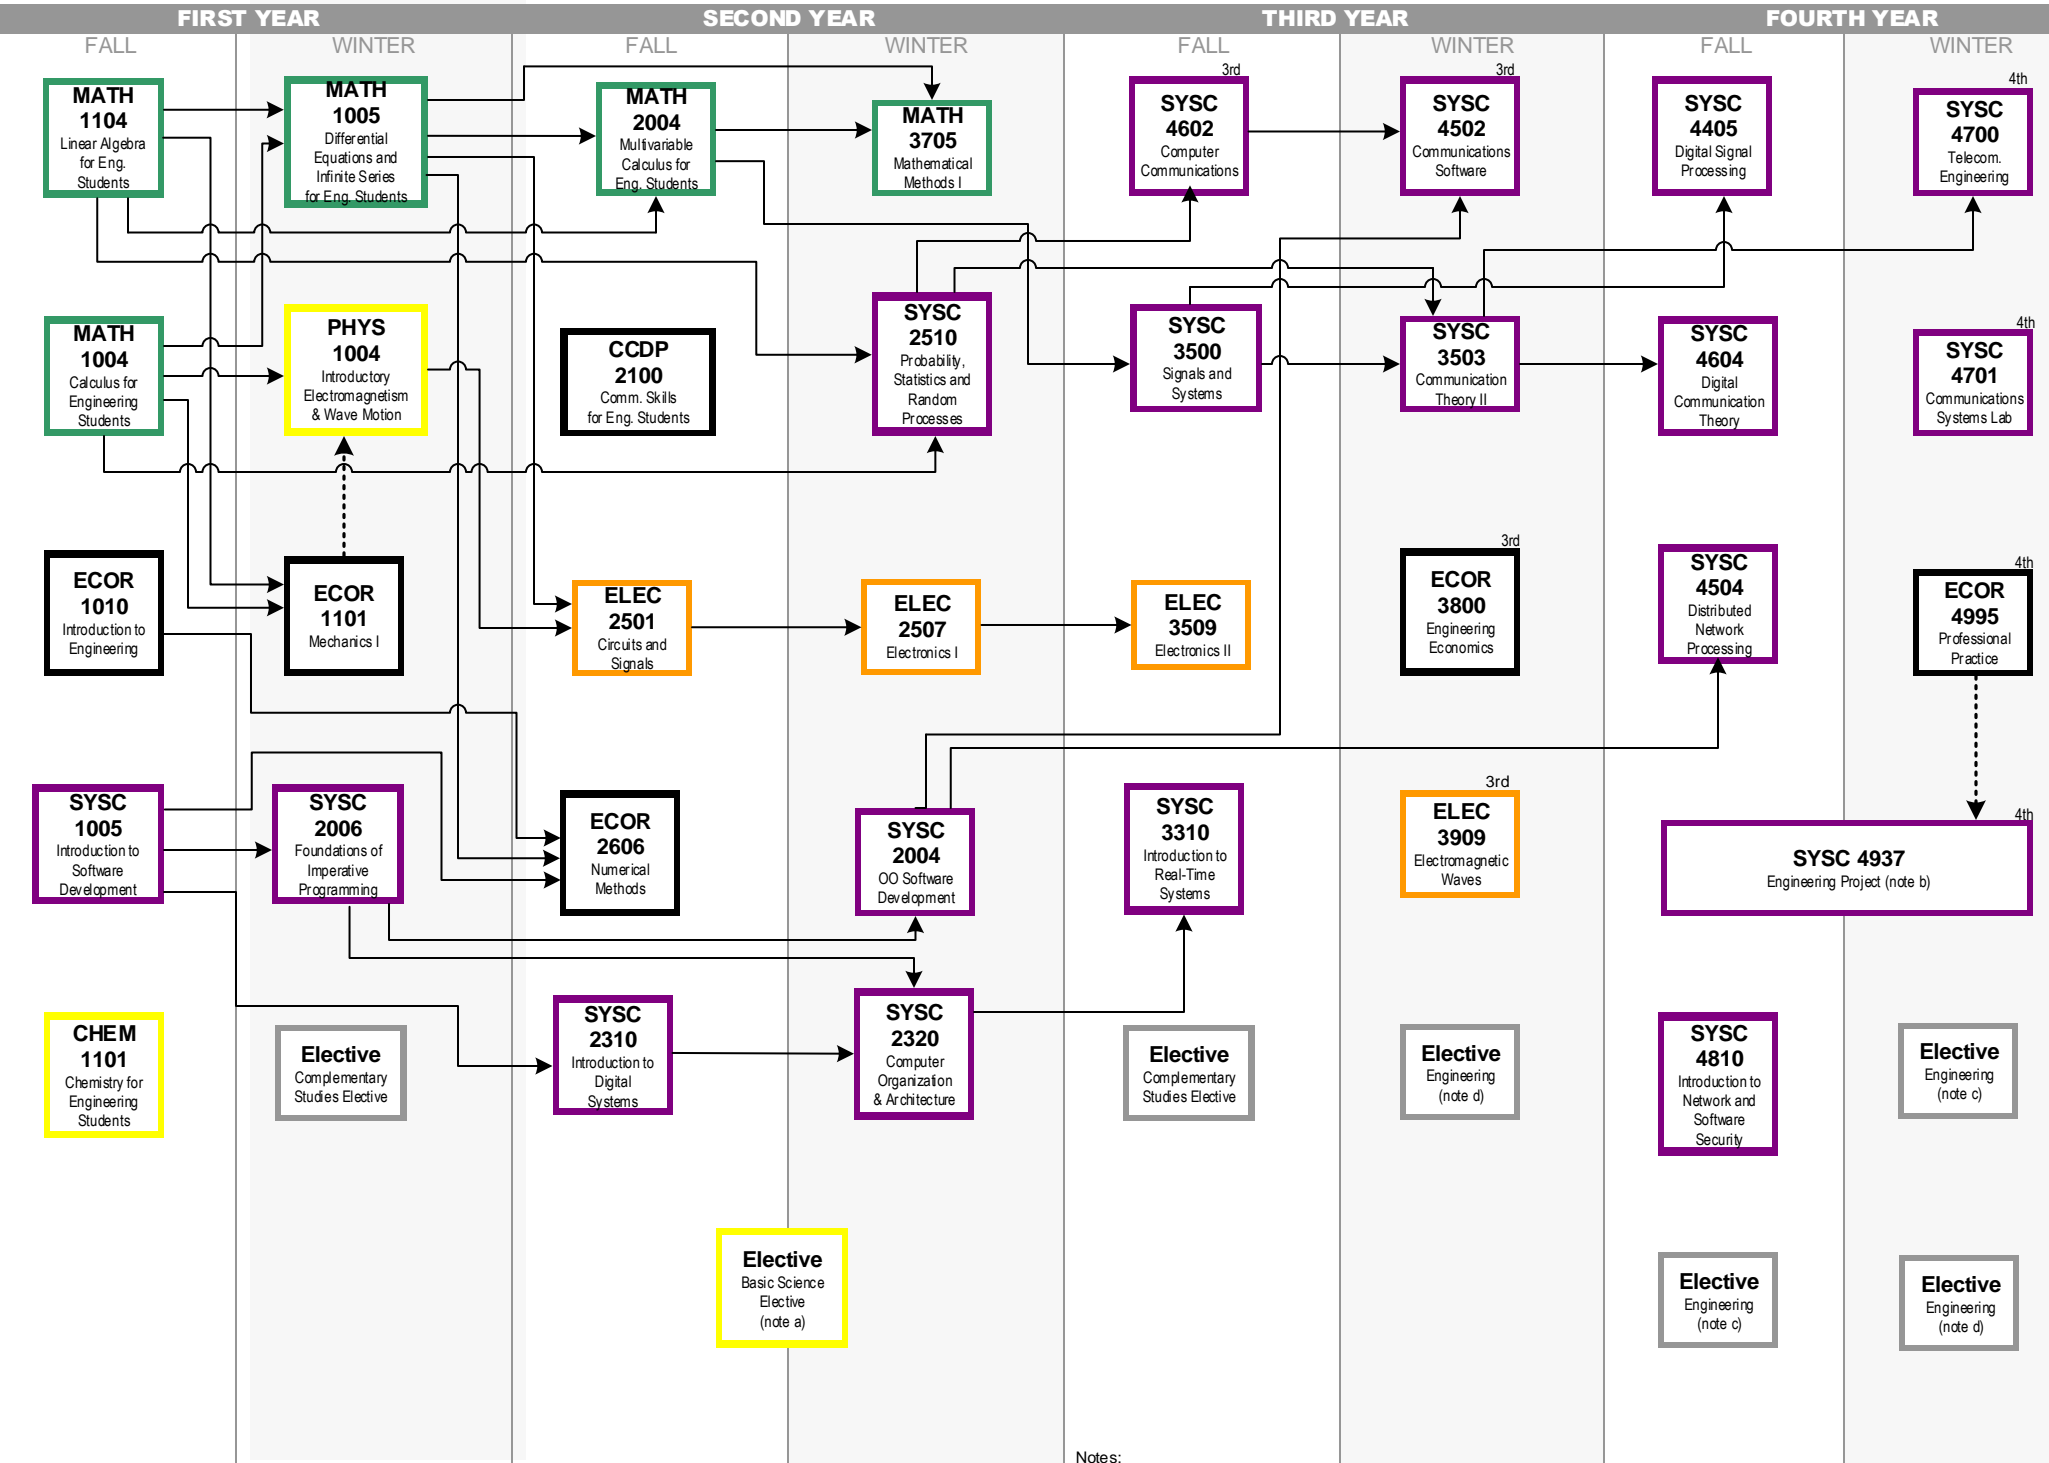 FIRST YEAR
SECOND YEAR
THIRD YEAR
FOURTH YEAR
FALL
WINTER
FALL
WINTER
FALL
WINTER
FALL
WINTER
MATH
1104
Linear Algebra
for Eng.
Students
MATH
1005
Differential
Equations and
Infinite Series
for Eng. Students
MATH
2004
Multivariable
Calculus for
Eng. Students
MATH
3705
Mathematical
Methods I
3rd
SYSC
4602
Computer
Communications
3rd
SYSC
4502
Communications
Software
SYSC
4405
Digital Signal
Processing
4th
SYSC
4700
Telecom.
Engineering
MATH
1004
Calculus for
Engineering
Students
PHYS
1004
Introductory
Electromagnetism
& Wave Motion
CCDP
2100
Comm. Skills
for Eng. Students
SYSC
2510
Probability,
Statistics and
Random
Processes
SYSC
3500
Signals and
Systems
SYSC
3503
Communication
Theory II
SYSC
4604
Digital
Communication
Theory
4th
SYSC
4701
Communications
Systems Lab
ECOR
1010
Introduction to
Engineering
ECOR
1101
Mechanics I
ELEC
2501
Circuits and
Signals
ELEC
2507
Electronics I
ELEC
3509
Electronics II
3rd
ECOR
3800
Engineering
Economics
SYSC
4504
Distributed
Network
Processing
4th
ECOR
4995
Professional
Practice
SYSC
1005
Introduction to
Software
Development
SYSC
2006
Foundations of
Imperative
Programming
ECOR
2606
Numerical
Methods
SYSC
2004
OO Software
Development
SYSC
3310
Introduction to
Real-Time
Systems
3rd
ELEC
3909
Electromagnetic
Waves
4th
SYSC 4937
Engineering Project (note b)
CHEM
1101
Chemistry for
Engineering
Students
Elective
Complementary
Studies Elective
SYSC
2310
Introduction to
Digital
Systems
SYSC
2320
Computer
Organization
& Architecture
Elective
Complementary
Studies Elective
Elective
Engineering
(note d)
SYSC
4810
Introduction to
Network and
Software
Security
Elective
Engineering
(note c)
Elective
Basic Science
Elective
(note a)
Elective
Engineering
(note c)
Elective
Engineering
(note d)
Notes: